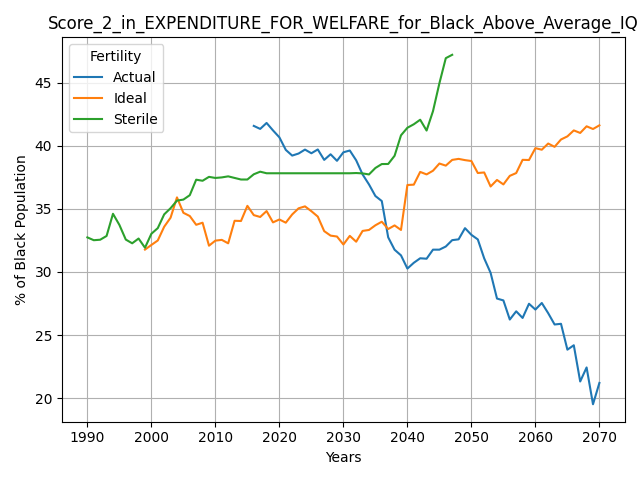 Score_2_in_EXPENDITURE_FOR_WELFARE_for_Black_Above_Average_IQ
Fertility
Actual
Ideal
Sterile
% of Black Population
45
40
35
30
25
20
1990 2000 2010 2020 2030 2040 2050 2060 2070
Years